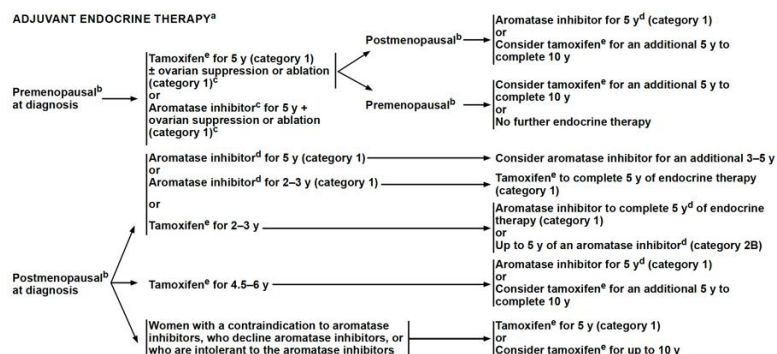 ADJUVANT ENDOCRINE THERAPYᵃ
Premenopausalᵇ
at diagnosis
Tamoxifenᵉ for 5 y (category 1)
± ovarian suppression or ablation
(category 1)ᶜ
or
Aromatase inhibitorᶜ for 5 y +
ovarian suppression or ablation
(category 1)ᶜ
Postmenopausalᵇ
Aromatase inhibitor for 5 yᵈ (category 1)
or
Consider tamoxifenᵉ for an additional 5 y to
complete 10 y
Premenopausalᵇ
Consider tamoxifenᵉ for an additional 5 y to
complete 10 y
or
No further endocrine therapy
Postmenopausalᵇ
at diagnosis
Aromatase inhibitorᵈ for 5 y (category 1)
Consider aromatase inhibitor for an additional 3–5 y
or
Aromatase inhibitorᵈ for 2–3 y (category 1)
Tamoxifenᵉ to complete 5 y of endocrine therapy
(category 1)
or
Tamoxifenᵉ for 2–3 y
Aromatase inhibitor to complete 5 yᵈ of endocrine
therapy (category 1)
or
Up to 5 y of an aromatase inhibitorᵈ (category 2B)
Tamoxifenᵉ for 4.5–6 y
Aromatase inhibitor for 5 yᵈ (category 1)
or
Consider tamoxifenᵉ for an additional 5 y to
complete 10 y
Women with a contraindication to aromatase
inhibitors, who decline aromatase inhibitors, or
who are intolerant to the aromatase inhibitors
Tamoxifenᵉ for 5 y (category 1)
or
Consider tamoxifenᵉ for up to 10 y